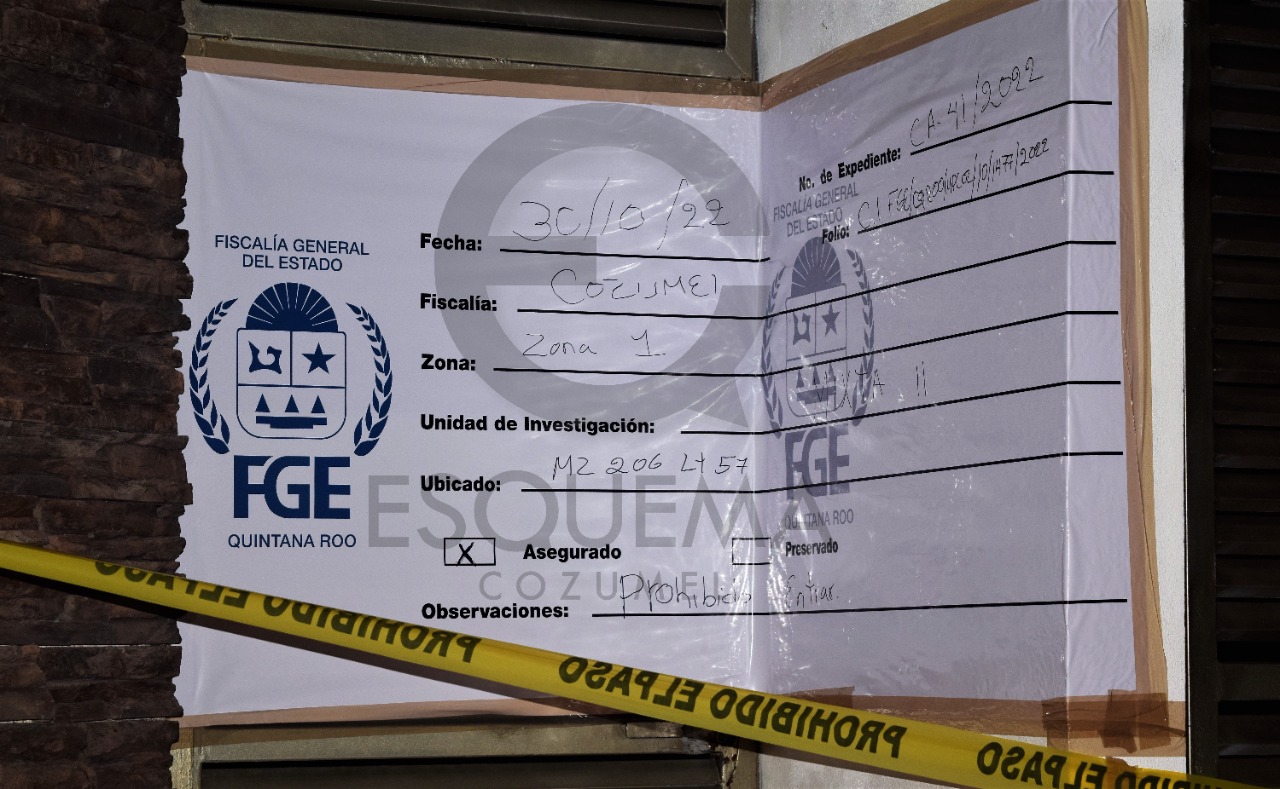 No. de Expediente: CA-41/2022
Folio:
FISCALÍA GENERAL
DEL ESTADO
FGE
QUINTANA ROO
Fecha: 30/10/22
Fiscalía: Cozumel
Zona: Zona 1.
Unidad de Investigación:
Ubicado: MZ 206 Lt 57
X Asegurado
Preservado
Observaciones: Prohibido Entrar.
FISCALÍA GENERAL
DEL ESTADO
FGE
QUINTANA ROO
ESQUEMA
COZUMEL
PROHIBIDO EL PASO PROHIBIDO EL PASO PROHIBIDO EL PASO